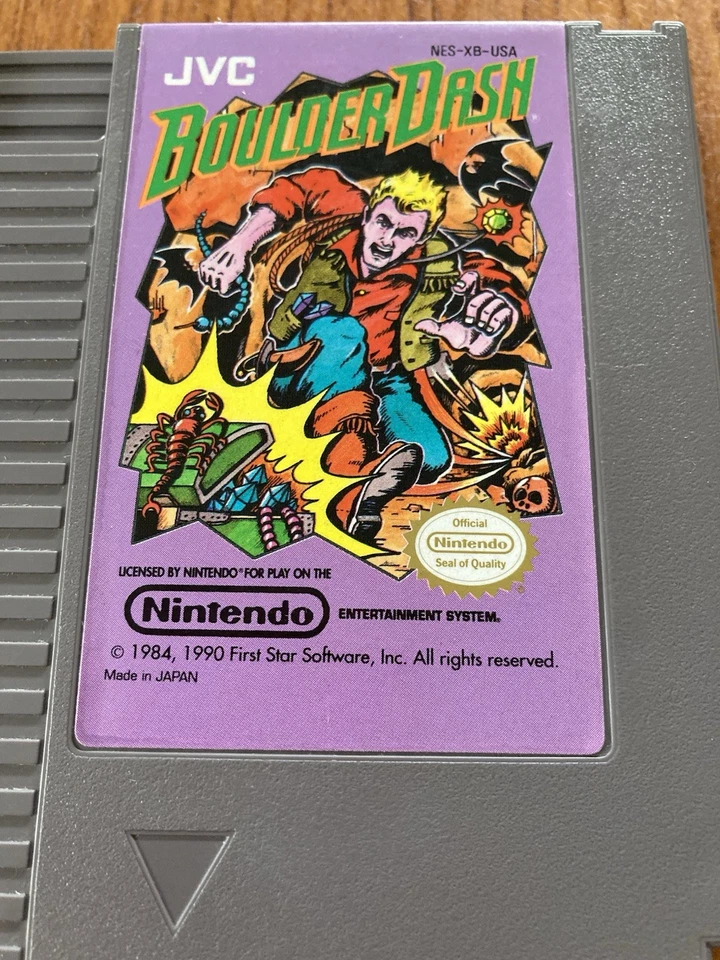 JVC
NES-XB-USA
BOULDER DASH
Official
Nintendo
Seal of Quality
LICENSED BY NINTENDO® FOR PLAY ON THE
Nintendo ENTERTAINMENT SYSTEM®
© 1984, 1990 First Star Software, Inc. All rights reserved.
Made in JAPAN